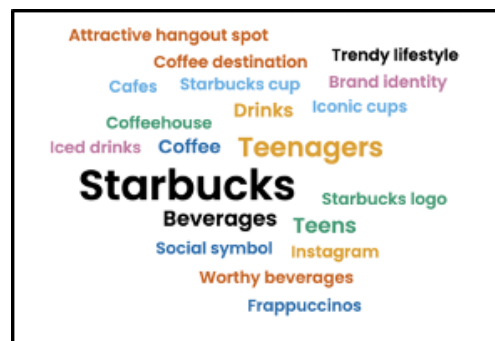 Attractive hangout spot
Coffee destination Trendy lifestyle
Cafes Starbucks cup Brand identity
Drinks Iconic cups
Coffeehouse
Iced drinks Coffee Teenagers
Starbucks
Starbucks logo
Beverages Teens
Social symbol Instagram
Worthy beverages
Frappuccinos